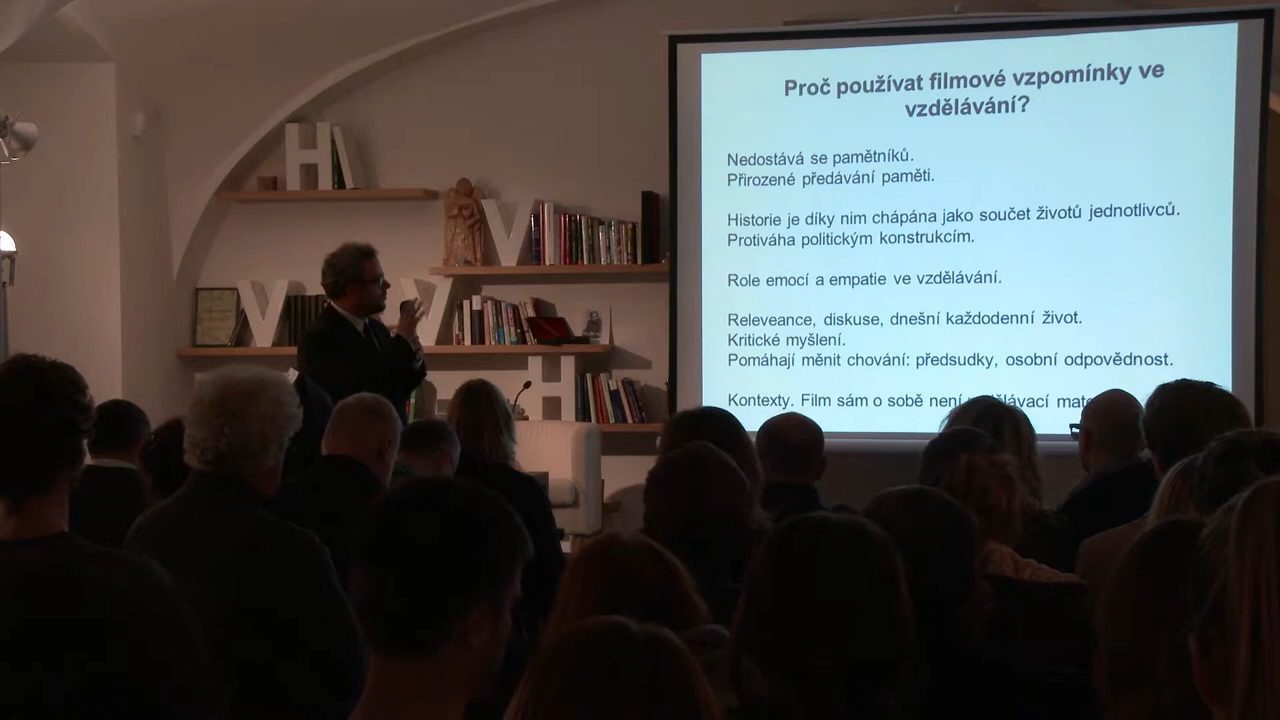 Proč používat filmové vzpomínky ve
vzdělávání?
Nedostává se pamětníků.
Přirozené předávání paměti.
Historie je díky nim chápána jako součet životů jednotlivců.
Protiváha politickým konstrukcím.
Role emocí a empatie ve vzdělávání.
Releveance, diskuse, dnešní každodenní život.
Kritické myšlení.
Pomáhají měnit chování: předsudky, osobní odpovědnost.
Kontexty. Film sám o sobě není
H
V
V V
H